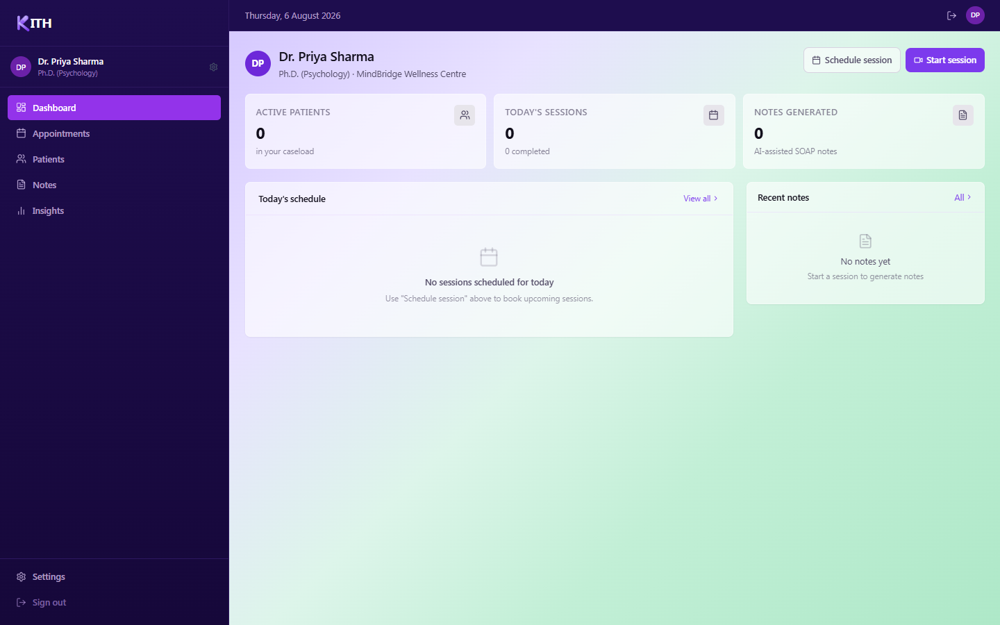 KITH
DP
Dr. Priya Sharma
Ph.D. (Psychology)
Dashboard
Appointments
Patients
Notes
Insights
Settings
Sign out
Thursday, 6 August 2026
DP
DP
Dr. Priya Sharma
Ph.D. (Psychology) · MindBridge Wellness Centre
Schedule session
Start session
ACTIVE PATIENTS
0
in your caseload
TODAY'S SESSIONS
0
0 completed
NOTES GENERATED
0
AI-assisted SOAP notes
Today's schedule
View all
No sessions scheduled for today
Use "Schedule session" above to book upcoming sessions.
Recent notes
All
No notes yet
Start a session to generate notes